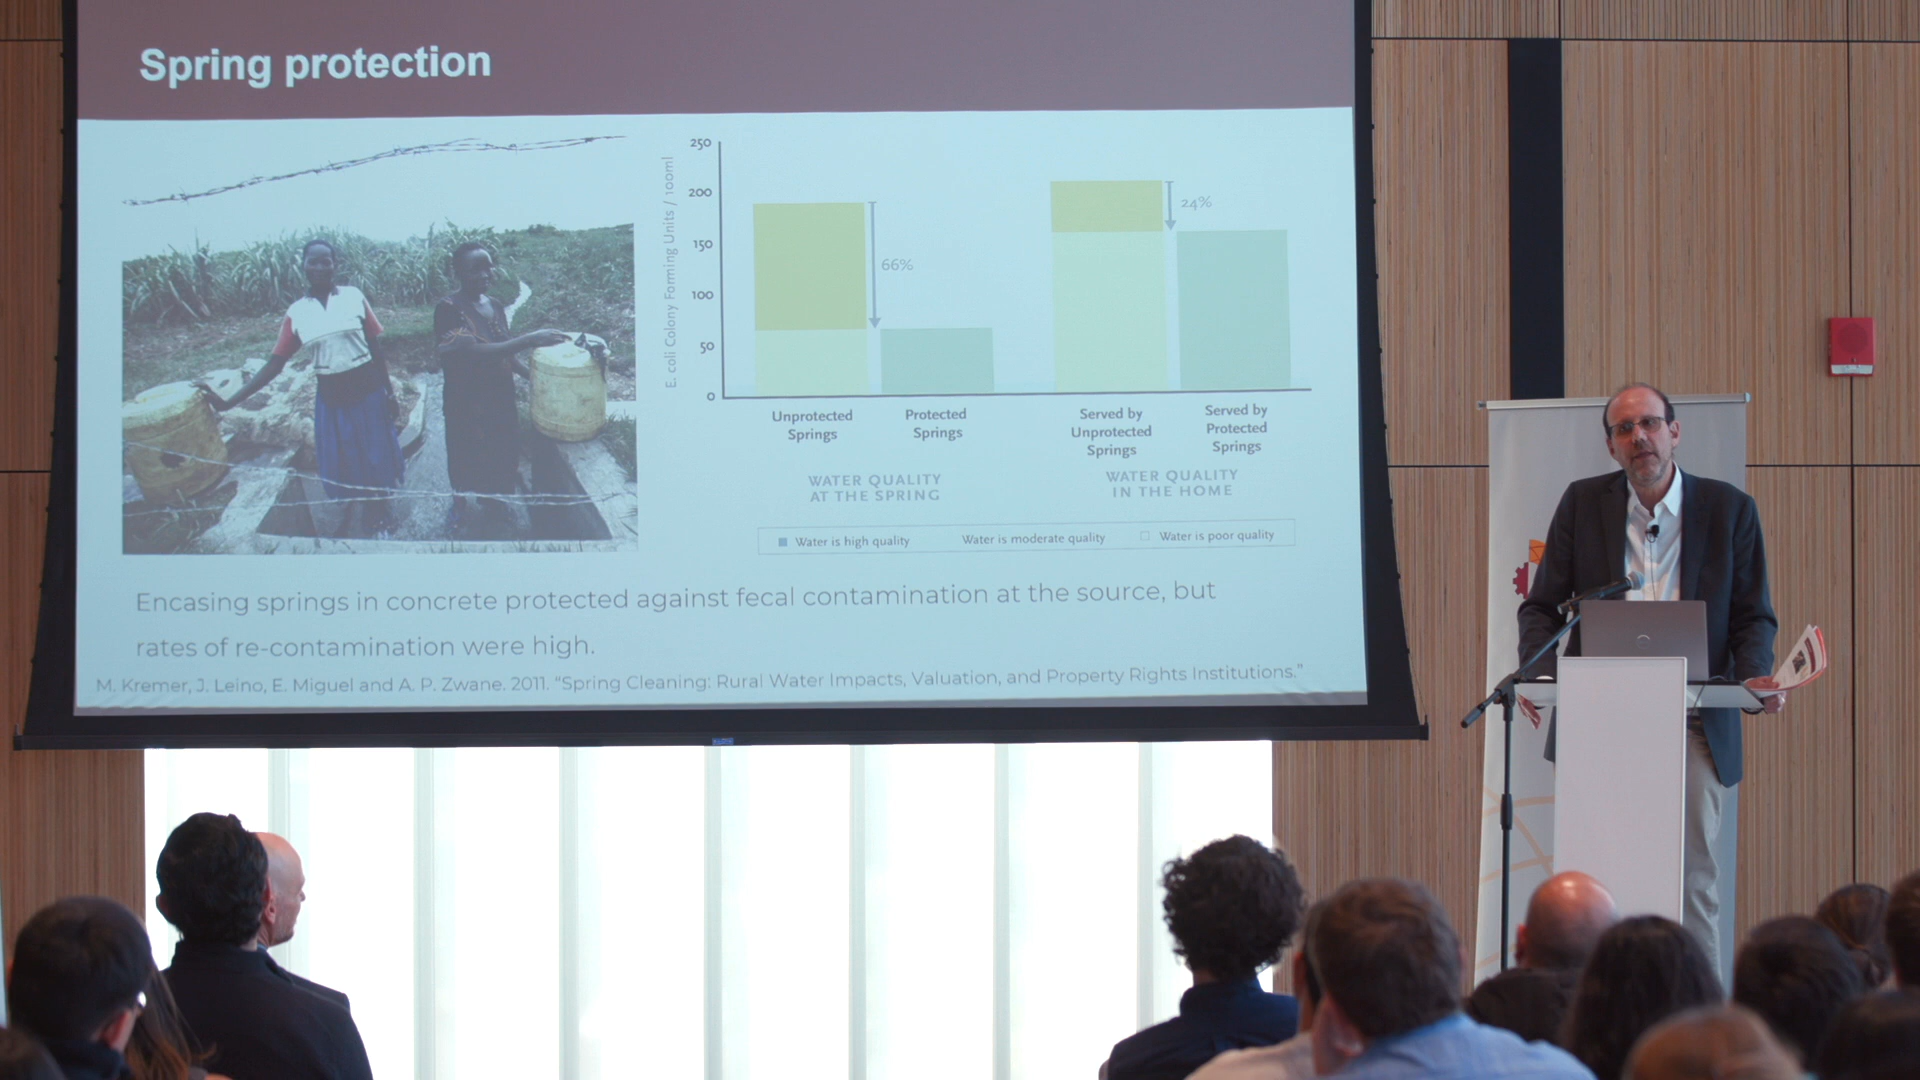 Spring protection
E. coli Colony Forming Units / 100ml
250
200
150
100
50
0
66%
24%
Unprotected
Springs
Protected
Springs
Served by
Unprotected
Springs
Served by
Protected
Springs
WATER QUALITY
AT THE SPRING
WATER QUALITY
IN THE HOME
Water is high quality
Water is moderate quality
Water is poor quality
Encasing springs in concrete protected against fecal contamination at the source, but
rates of re-contamination were high.
M. Kremer, J. Leino, E. Miguel and A. P. Zwane. 2011. “Spring Cleaning: Rural Water Impacts, Valuation, and Property Rights Institutions.”